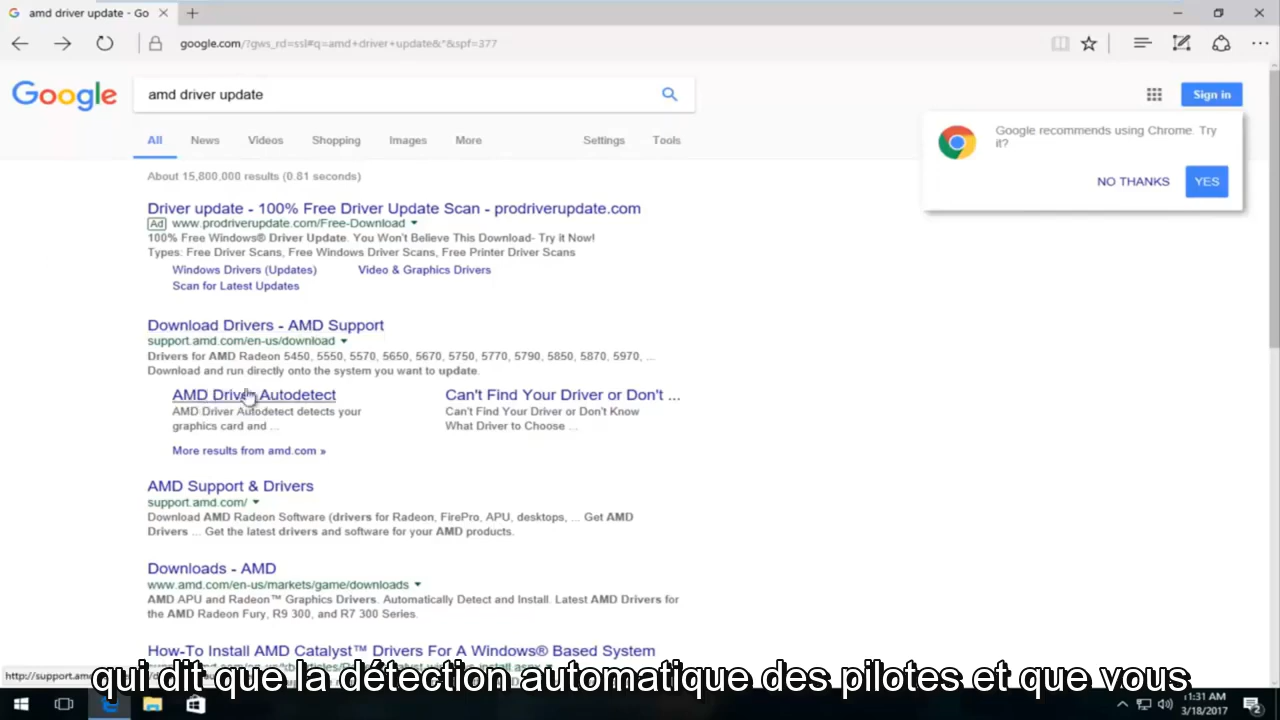 amd driver update - Go
google.com/?gws_rd=ssl#q=amd+driver+update&*&spf=377
Google
amd driver update
Sign in
All News Videos Shopping Images More Settings Tools
Google recommends using Chrome. Try
it?
NO THANKS YES
About 15,800,000 results (0.81 seconds)
Driver update - 100% Free Driver Update Scan - prodriverupdate.com
Ad www.prodriverupdate.com/Free-Download
100% Free Windows® Driver Update. You Won't Believe This Download- Try it Now!
Types: Free Driver Scans, Free Windows Driver Scans, Free Printer Driver Scans
Windows Drivers (Updates) Video & Graphics Drivers
Scan for Latest Updates
Download Drivers - AMD Support
support.amd.com/en-us/download
Drivers for AMD Radeon 5450, 5550, 5570, 5650, 5670, 5750, 5770, 5790, 5850, 5870, 5970, ...
Download and run directly onto the system you want to update.
AMD Driver Autodetect
AMD Driver Autodetect detects your
graphics card and ...
Can't Find Your Driver or Don't ...
Can't Find Your Driver or Don't Know
What Driver to Choose ...
More results from amd.com »
AMD Support & Drivers
support.amd.com/
Download AMD Radeon Software (drivers for Radeon, FirePro, APU, desktops, ... Get AMD
Drivers ... Get the latest drivers and software for your AMD products.
Downloads - AMD
www.amd.com/en-us/markets/game/downloads
AMD APU and Radeon™ Graphics Drivers. Automatically Detect and Install. Latest AMD Drivers for
the AMD Radeon Fury, R9 300, and R7 300 Series.
How-To Install AMD Catalyst™ Drivers For A Windows® Based System
http://support.am
qui dit que la détection automatique des pilotes et que vous
11:31 AM
3/18/2017
2